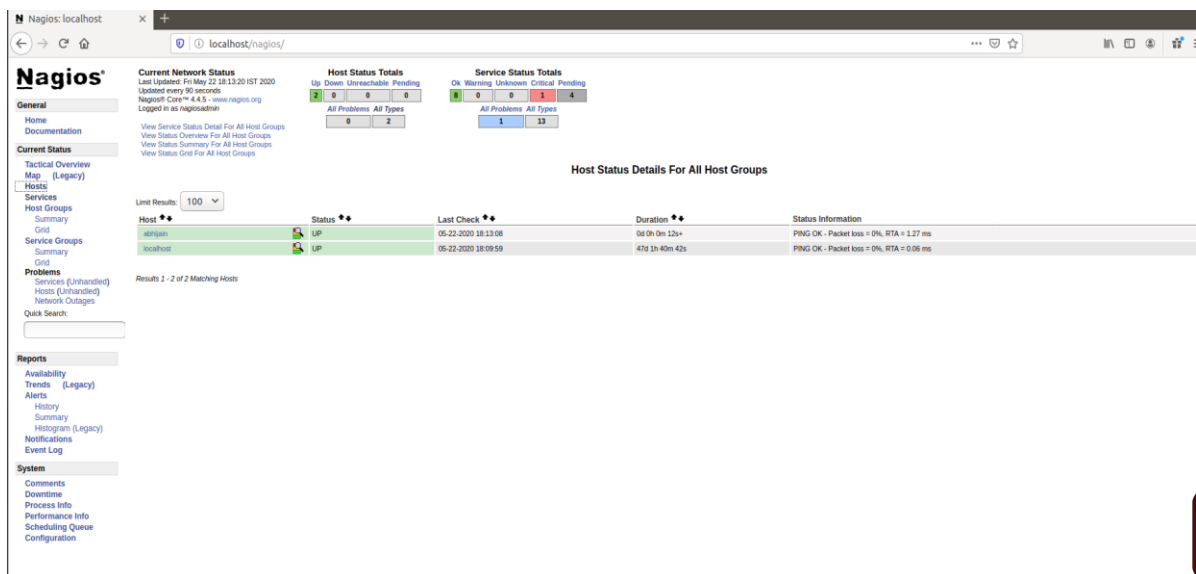 Nagios: localhost
localhost/nagios/
Nagios®
General
Home
Documentation
Current Status
Tactical Overview
Map (Legacy)
Hosts
Services
Host Groups
Summary
Grid
Service Groups
Summary
Grid
Problems
Services (Unhandled)
Hosts (Unhandled)
Network Outages
Quick Search:
Reports
Availability
Trends (Legacy)
Alerts
History
Summary
Histogram (Legacy)
Notifications
Event Log
System
Comments
Downtime
Process Info
Performance Info
Scheduling Queue
Configuration
Current Network Status
Last Updated: Fri May 22 18:13:20 IST 2020
Updated every 90 seconds
Nagios® Core™ 4.4.5 - www.nagios.org
Logged in as nagiosadmin
View Service Status Detail For All Host Groups
View Status Overview For All Host Groups
View Status Summary For All Host Groups
View Status Grid For All Host Groups
Host Status Totals
Up Down Unreachable Pending
2 0 0 0
All Problems All Types
0 2
Service Status Totals
Ok Warning Unknown Critical Pending
8 0 0 1 4
All Problems All Types
1 13
Host Status Details For All Host Groups
Limit Results: 100
Host Status Last Check Duration Status Information
abhijain UP 05-22-2020 18:13:08 0d 0h 0m 12s+ PING OK - Packet loss = 0%, RTA = 1.27 ms
localhost UP 05-22-2020 18:09:59 47d 1h 40m 42s PING OK - Packet loss = 0%, RTA = 0.06 ms
Results 1 - 2 of 2 Matching Hosts